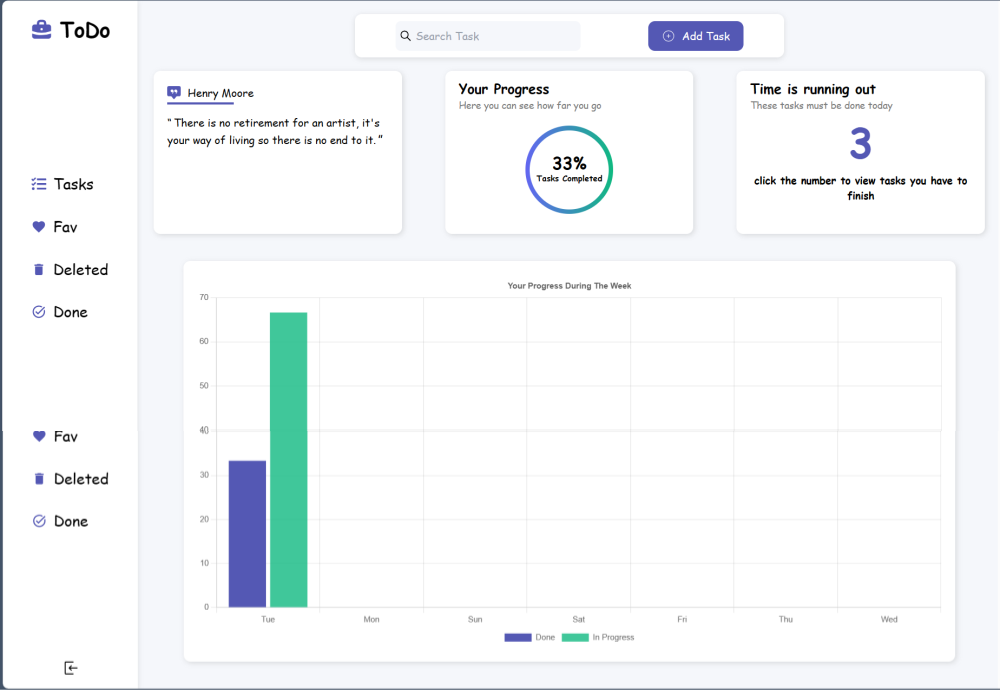 ToDo
Tasks
Fav
Deleted
Done
Fav
Deleted
Done
Search Task
Add Task
Henry Moore
“ There is no retirement for an artist, it's
your way of living so there is no end to it. ”
Your Progress
Here you can see how far you go
33%
Tasks Completed
Time is running out
These tasks must be done today
3
click the number to view tasks you have to
finish
Your Progress During The Week
70
60
50
40
30
20
10
0
Tue Mon Sun Sat Fri Thu Wed
Done In Progress